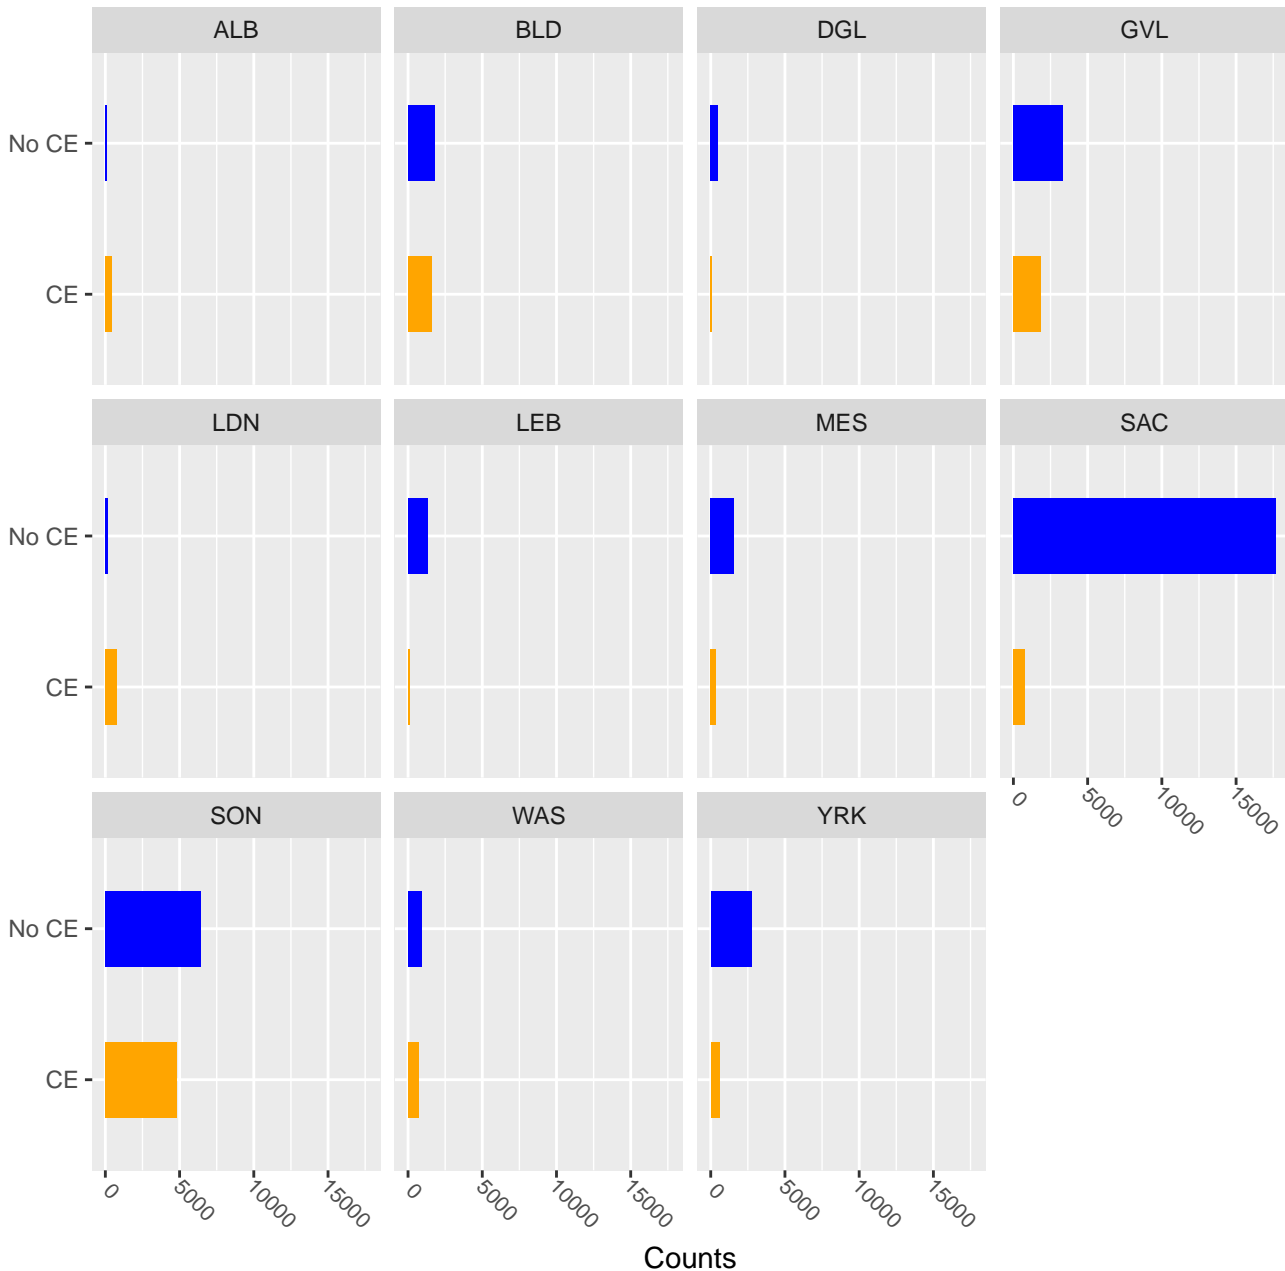 ALB BLD DGL GVL
No CE
CE
LDN LEB MES SAC
No CE
CE
0 5000 10000 15000
SON WAS YRK
No CE
CE
0 5000 10000 15000 0 5000 10000 15000 0 5000 10000 15000
Counts